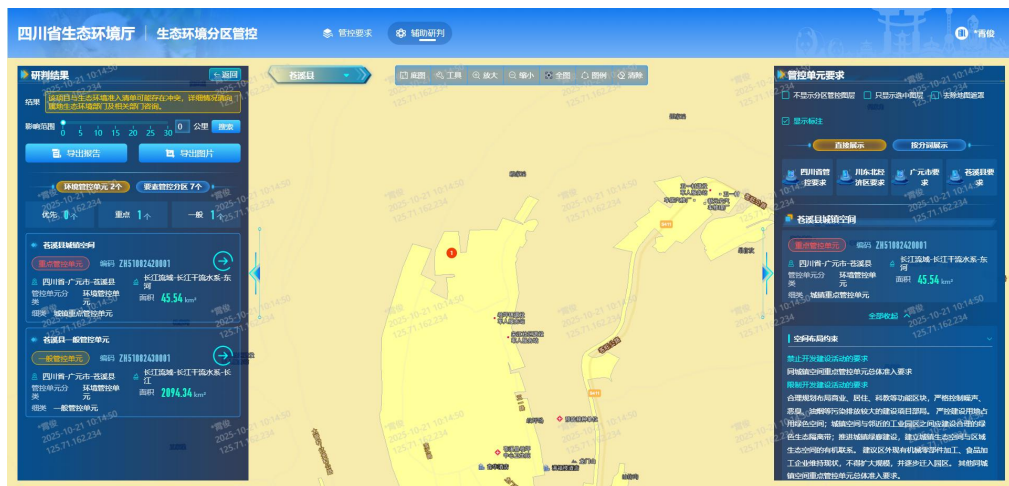 四川省生态环境厅 生态环境分区管控
管控要求 辅助研判
*肖俊
研判结果
返回
结果
该项目与生态环境准入清单可能存在冲突，详细情况请向
属地生态环境部门及相关部门咨询。
影响范围
0 5 10 15 20 25 30
0 公里 搜索
导出报告 导出图片
环境管控单元 2个 要素管控分区 7个
优先 0个 重点 1个 一般 1个
苍溪县城镇空间
重点管控单元 编码 ZH51082420001
四川省-广元市-苍溪县
长江流域-长江干流水系-东
河
管控单元分
类
环境管控单
元
面积 45.54 km²
细类 城镇重点管控单元
苍溪县一般管控单元
一般管控单元 编码 ZH51082430001
四川省-广元市-苍溪县
长江流域-长江干流水系-长
江
管控单元分
类
环境管控单
元
面积 2094.34 km²
细类 一般管控单元
苍溪县
底图 工具 放大 缩小 全图 图例 清除
1
管控单元要求
不显示分区管控图层 只显示选中图层 去除地图遮罩
显示标注
直接展示 按分词展示
四川省管
控要求
川东北经
济区要求
广元市要
求
苍溪县要
求
苍溪县城镇空间
重点管控单元 编码 ZH51082420001
四川省-广元市-苍溪县
长江流域-长江干流水系-东
河
管控单元分
类
环境管控单
元
面积 45.54 km²
细类 城镇重点管控单元
全部收起
空间布局约束
禁止开发建设活动的要求
同城镇空间重点管控单元总体准入要求
限制开发建设活动的要求
合理规划布局商业、居住、科教等功能区块，严格控制噪声、
恶臭、油烟等污染排放较大的建设项目布局。 严控建设用地占
用绿色空间；城镇空间与邻近的工业园区之间应建设合理的绿
色生态隔离带；推进城镇绿廊建设，建立城镇生态空间与区域
生态空间的有机联系。 建议区外现有机械零部件加工、食品加
工企业维持现状，不得扩大规模，并逐步迁入园区。 其他同城
镇空间重点管控单元总体准入要求。
*肖俊
2025-10-21 10:14:50
125.71.162.234